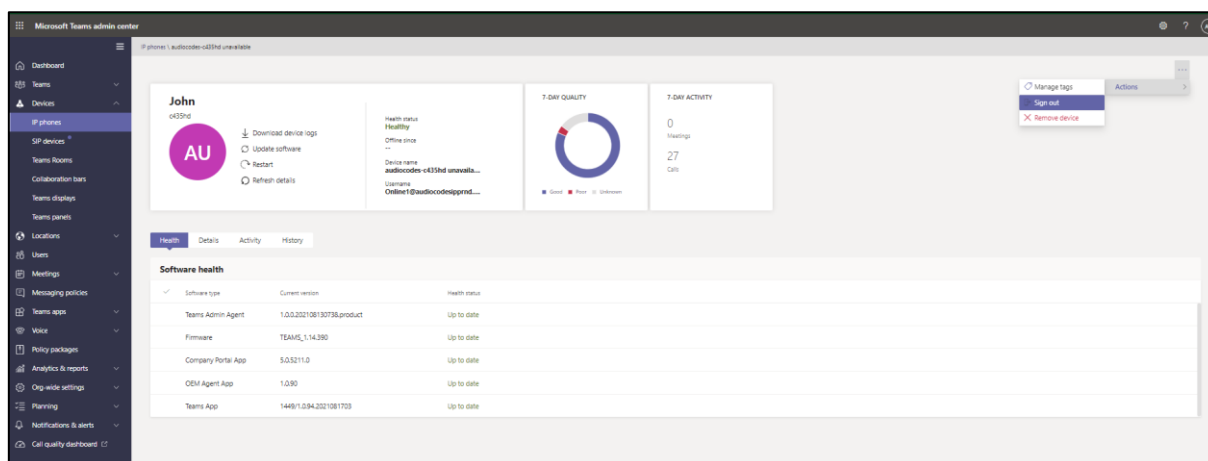 Microsoft Teams admin center
?
IP phones \ audiocodes-c435hd unavailable
Dashboard
Teams
Devices
IP phones
SIP devices
Teams Rooms
Collaboration bars
Teams displays
Teams panels
Locations
Users
Meetings
Messaging policies
Teams apps
Voice
Policy packages
Analytics & reports
Org-wide settings
Planning
Notifications & alerts
Call quality dashboard
John
c435hd
AU
Download device logs
Update software
Restart
Refresh details
Health status
Healthy
Offline since
--
Device name
audiocodes-c435hd unavaila...
Username
Online1@audiocodesipprnd....
7-DAY QUALITY
Good Poor Unknown
7-DAY ACTIVITY
0
Meetings
27
Calls
...
Actions
Manage tags
Sign out
Remove device
Health Details Activity History
Software health
Software type Current version Health status
Teams Admin Agent 1.0.0.202108130738.product Up to date
Firmware TEAMS_1.14.390 Up to date
Company Portal App 5.0.5211.0 Up to date
OEM Agent App 1.0.90 Up to date
Teams App 1449/1.0.94.2021081703 Up to date